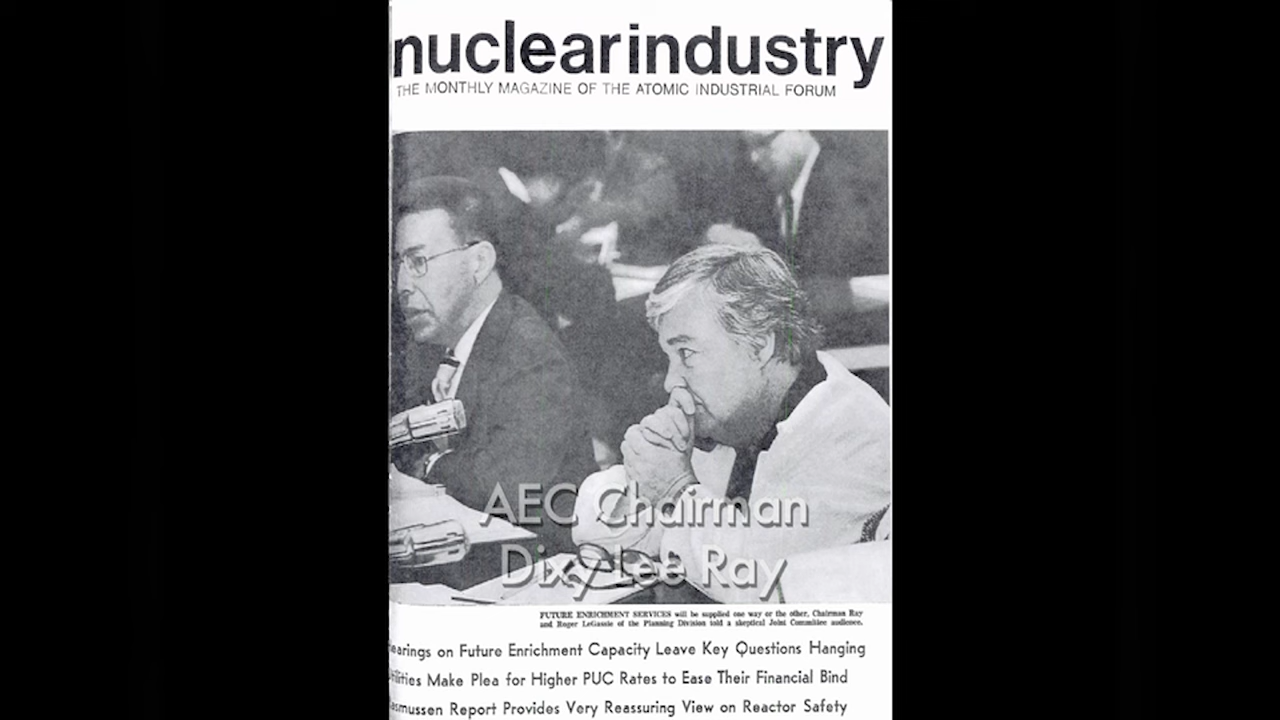 nuclearindustry
THE MONTHLY MAGAZINE OF THE ATOMIC INDUSTRIAL FORUM
AEC Chairman
Dixy Lee Ray
FUTURE ENRICHMENT SERVICES will be supplied one way or the other, Chairman Ray
and Roger LeGassie of the Planning Division told a skeptical Joint Committee audience.
earings on Future Enrichment Capacity Leave Key Questions Hanging
tilities Make Plea for Higher PUC Rates to Ease Their Financial Bind
asmussen Report Provides Very Reassuring View on Reactor Safety